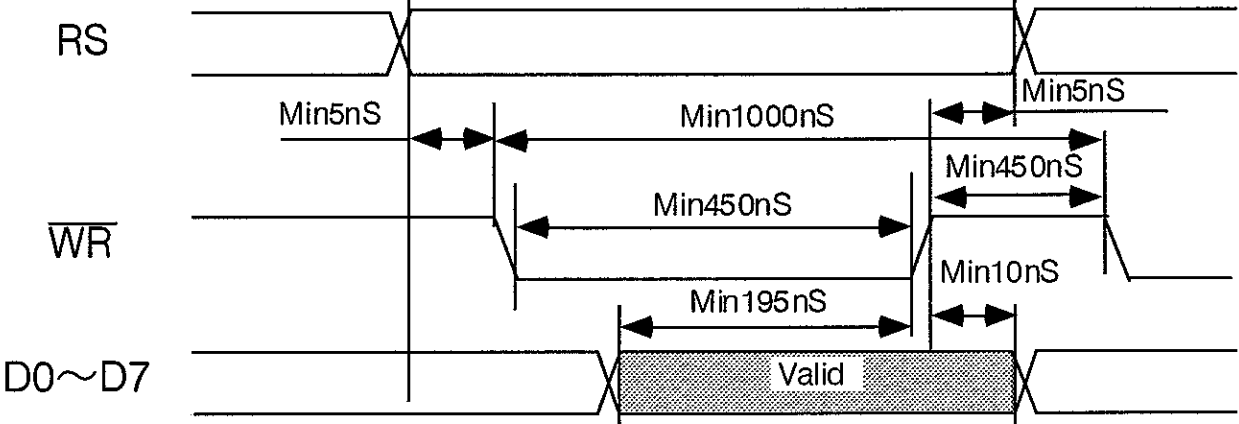 RS
Min5nS
Min1000nS
Min5nS
Min450nS
Min450nS
WR
Min10nS
Min195nS
D0～D7
Valid